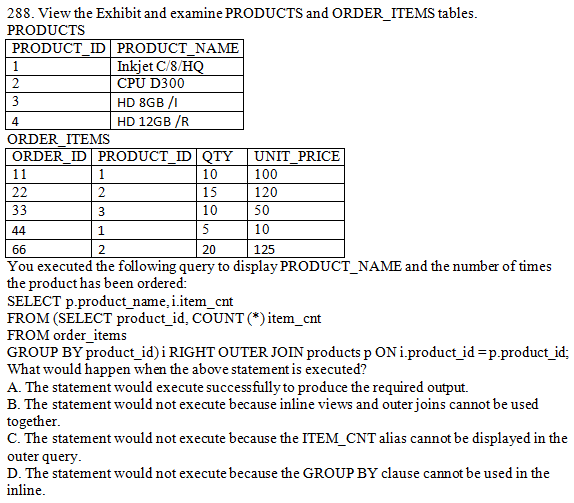 288. View the Exhibit and examine PRODUCTS and ORDER_ITEMS tables.
PRODUCTS
PRODUCT_ID PRODUCT_NAME
1 Inkjet C/8/HQ
2 CPU D300
3 HD 8GB /I
4 HD 12GB /R
ORDER_ITEMS
ORDER_ID PRODUCT_ID QTY UNIT_PRICE
11 1 10 100
22 2 15 120
33 3 10 50
44 1 5 10
66 2 20 125
You executed the following query to display PRODUCT_NAME and the number of times
the product has been ordered:
SELECT p.product_name, i.item_cnt
FROM (SELECT product_id, COUNT (*) item_cnt
FROM order_items
GROUP BY product_id) i RIGHT OUTER JOIN products p ON i.product_id = p.product_id;
What would happen when the above statement is executed?
A. The statement would execute successfully to produce the required output.
B. The statement would not execute because inline views and outer joins cannot be used
together.
C. The statement would not execute because the ITEM_CNT alias cannot be displayed in the
outer query.
D. The statement would not execute because the GROUP BY clause cannot be used in the
inline.